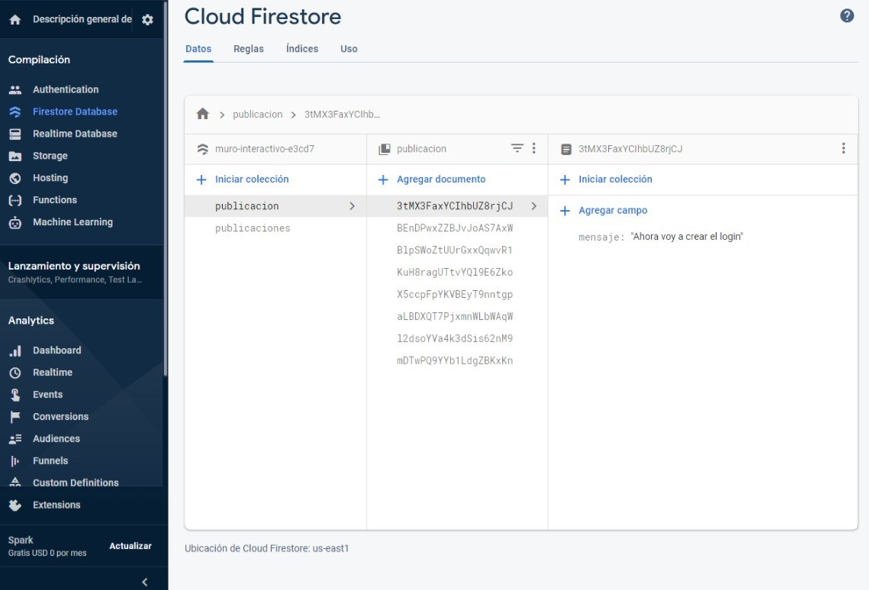 Descripción general de
Compilación
Authentication
Firestore Database
Realtime Database
Storage
Hosting
Functions
Machine Learning
Lanzamiento y supervisión
Crashlytics, Performance, Test La...
Analytics
Dashboard
Realtime
Events
Conversions
Audiences
Funnels
Custom Definitions
Extensions
Spark
Gratis USD 0 por mes
Actualizar
Cloud Firestore
Datos Reglas Índices Uso
publicacion 3tMX3FaxYCIhb...
muro-interactivo-e3cd7
Iniciar colección
publicacion
publicaciones
publicacion
Agregar documento
3tMX3FaxYCIhbUZ8rjCJ
BEnDPwxZZBJvJoAS7AxW
BlpSWoZtUUrGxxQqwvR1
KuH8ragUTtvYQl9E6Zko
X5ccpFpYKVBEyT9nntgp
aLBDXQT7PjxmnWLbWAqW
l2dsoYVa4k3dSis62nM9
mDTwPQ9YYb1LdgZBKxKn
3tMX3FaxYCIhbUZ8rjCJ
Iniciar colección
Agregar campo
mensaje: "Ahora voy a crear el login"
Ubicación de Cloud Firestore: us-east1